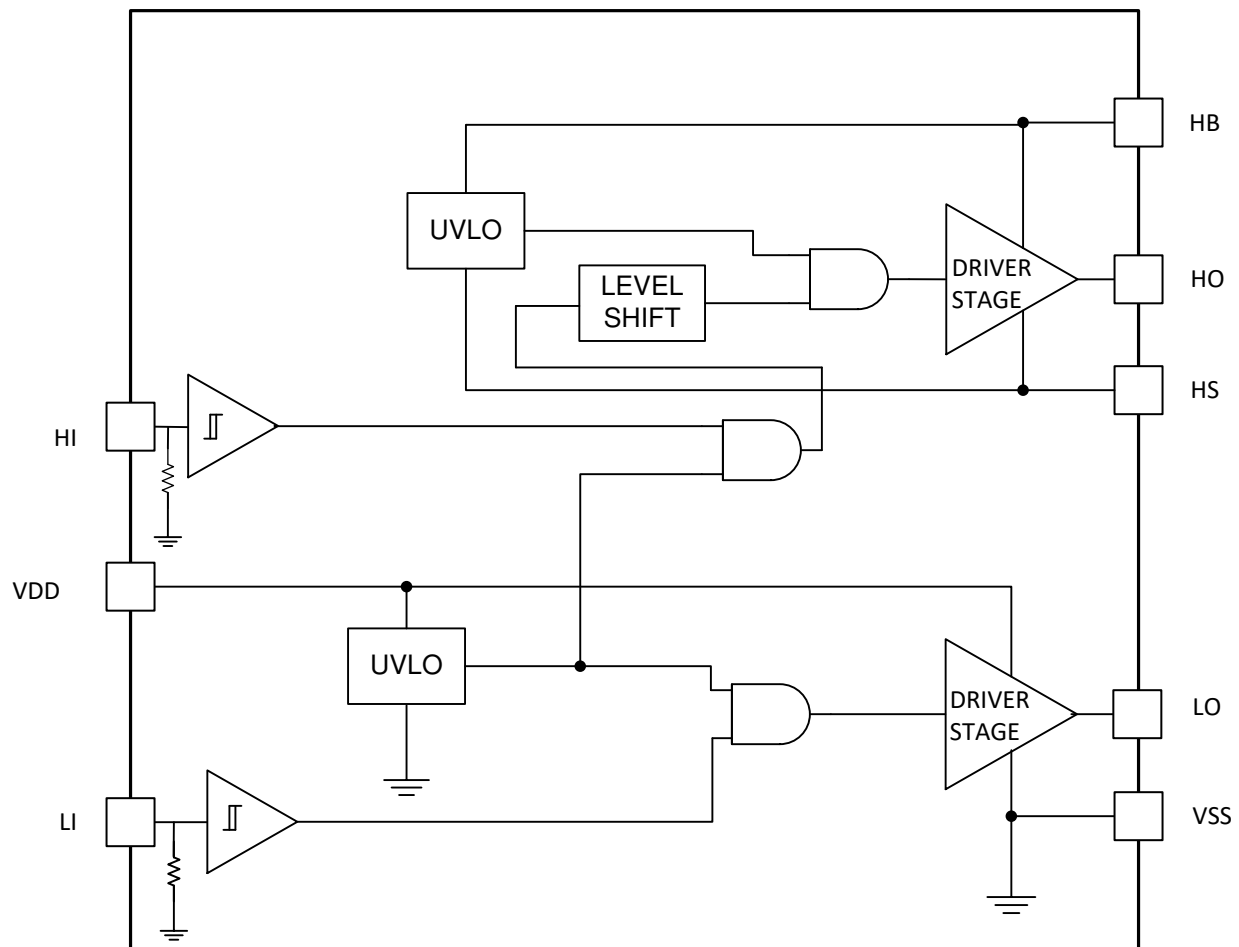 HB
UVLO
LEVEL
SHIFT
DRIVER
STAGE
HO
HS
HI
VDD
UVLO
DRIVER
STAGE
LO
LI
VSS